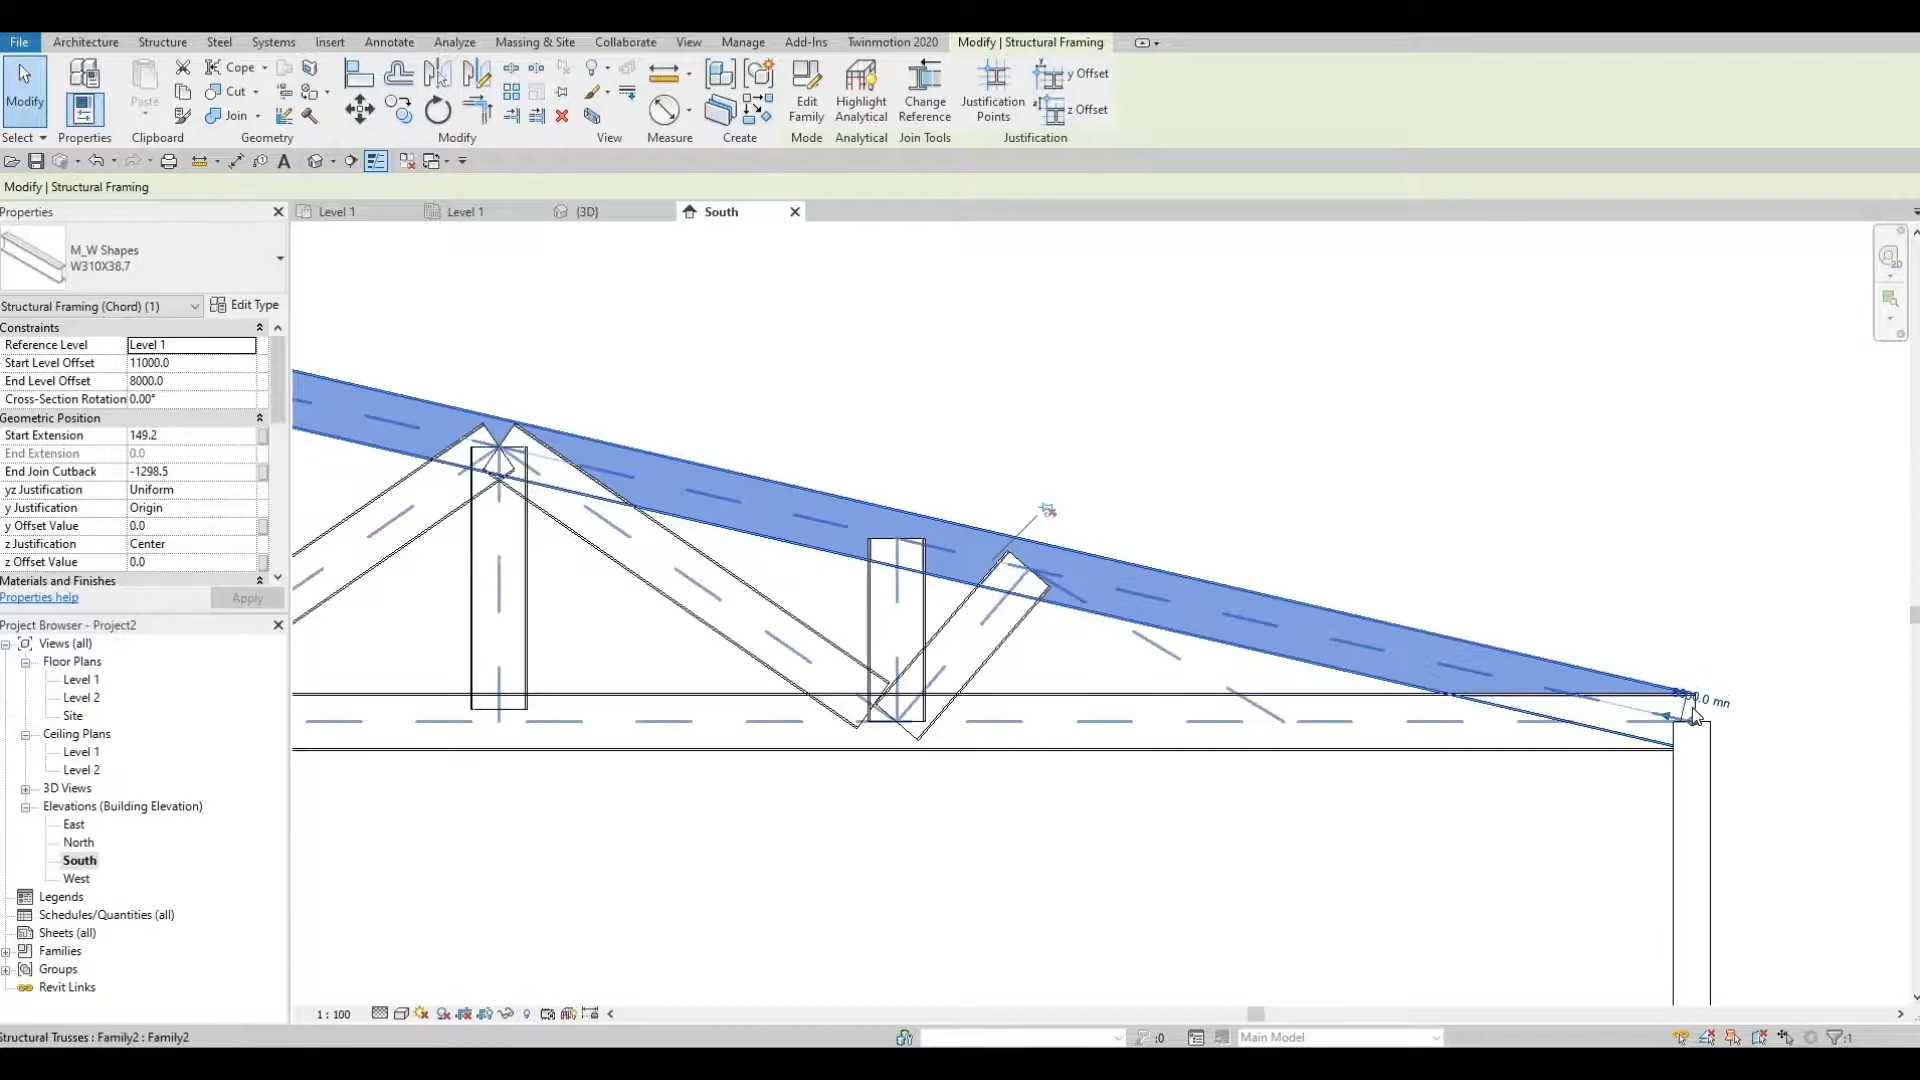 File Architecture Structure Steel Systems Insert Annotate Analyze Massing & Site Collaborate View Manage Add-Ins Twinmotion 2020 Modify | Structural Framing
Modify
Paste
Cope
Cut
Join
Edit Family
Highlight Analytical
Change Reference
Justification Points
y Offset
z Offset
Select Properties Clipboard Geometry Modify View Measure Create Mode Analytical Join Tools Justification
Modify | Structural Framing
Properties
Level 1
Level 1
{3D}
South
M_W Shapes
W310X38.7
Structural Framing (Chord) (1)
Edit Type
Constraints
Reference Level Level 1
Start Level Offset 11000.0
End Level Offset 8000.0
Cross-Section Rotation 0.00°
Geometric Position
Start Extension 149.2
End Extension 0.0
End Join Cutback -1298.5
yz Justification Uniform
y Justification Origin
y Offset Value 0.0
z Justification Center
z Offset Value 0.0
Materials and Finishes
Properties help
Apply
Project Browser - Project2
Views (all)
Floor Plans
Level 1
Level 2
Site
Ceiling Plans
Level 1
Level 2
3D Views
Elevations (Building Elevation)
East
North
South
West
Legends
Schedules/Quantities (all)
Sheets (all)
Families
Groups
Revit Links
1 : 100
Structural Trusses : Family2 : Family2
:0
Main Model
:1